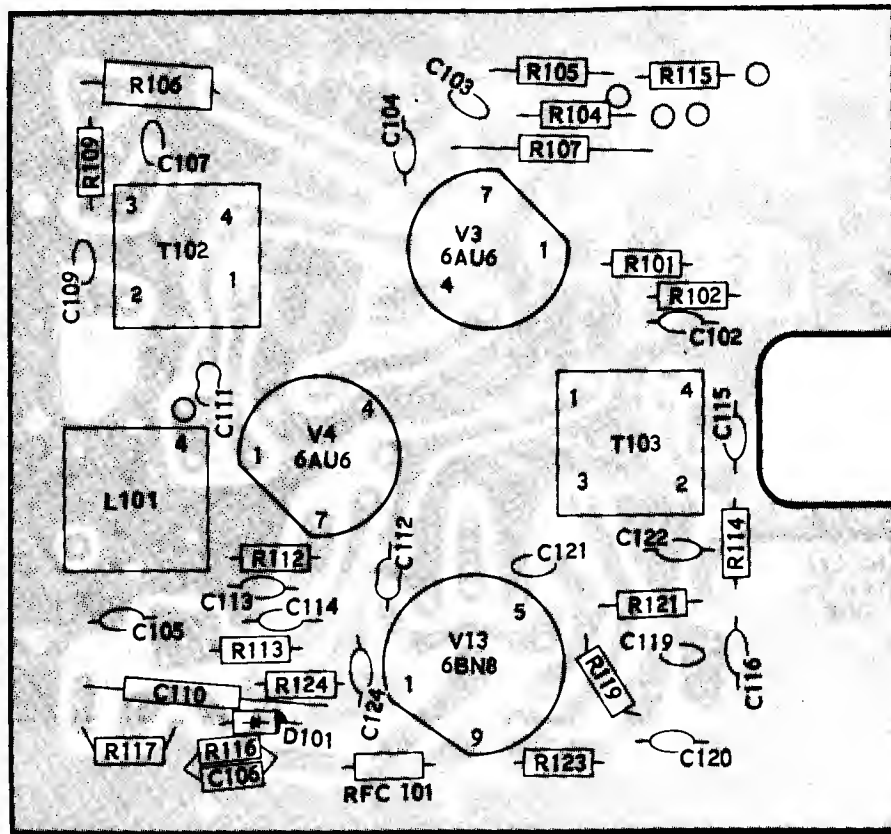 R106
C103
R105
R115
C104
R104
R109
C107
R107
3
4
T102
2
1
C109
7
V3
6AU6
1
4
R101
R102
C102
C111
4
L101
V4
6AU6
1
4
7
1
4
T103
3
2
C115
R112
C112
C121
C122
R114
C113
C114
C105
R113
5
V13
6BN8
1
9
R121
C119
R119
C116
C110
R124
C124
D101
R117
R116
C106
RFC 101
R123
C120